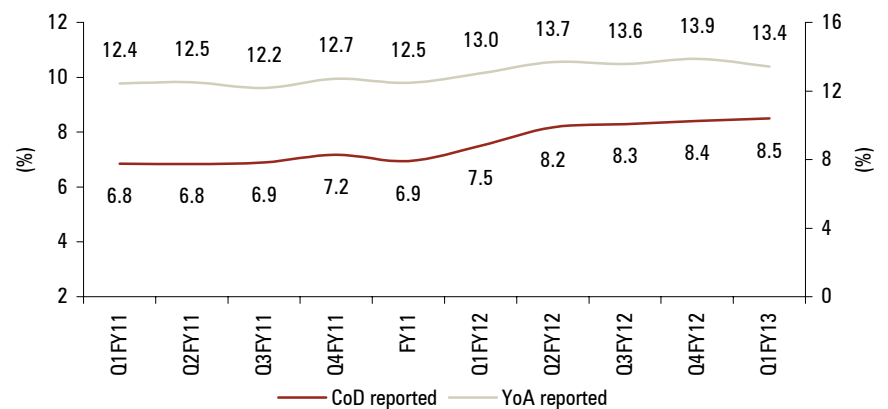 12 16
12.4 12.5 12.2 12.7 12.5 13.0 13.7 13.6 13.9 13.4
10 12
8
(%) 8 (%)
6.8 6.8 6.9 7.2 6.9 7.5 8.2 8.3 8.4 8.5
6
4 4
2 0
Q1FY11 Q2FY11 Q3FY11 Q4FY11 FY11 Q1FY12 Q2FY12 Q3FY12 Q4FY12 Q1FY13
CoD reported YoA reported